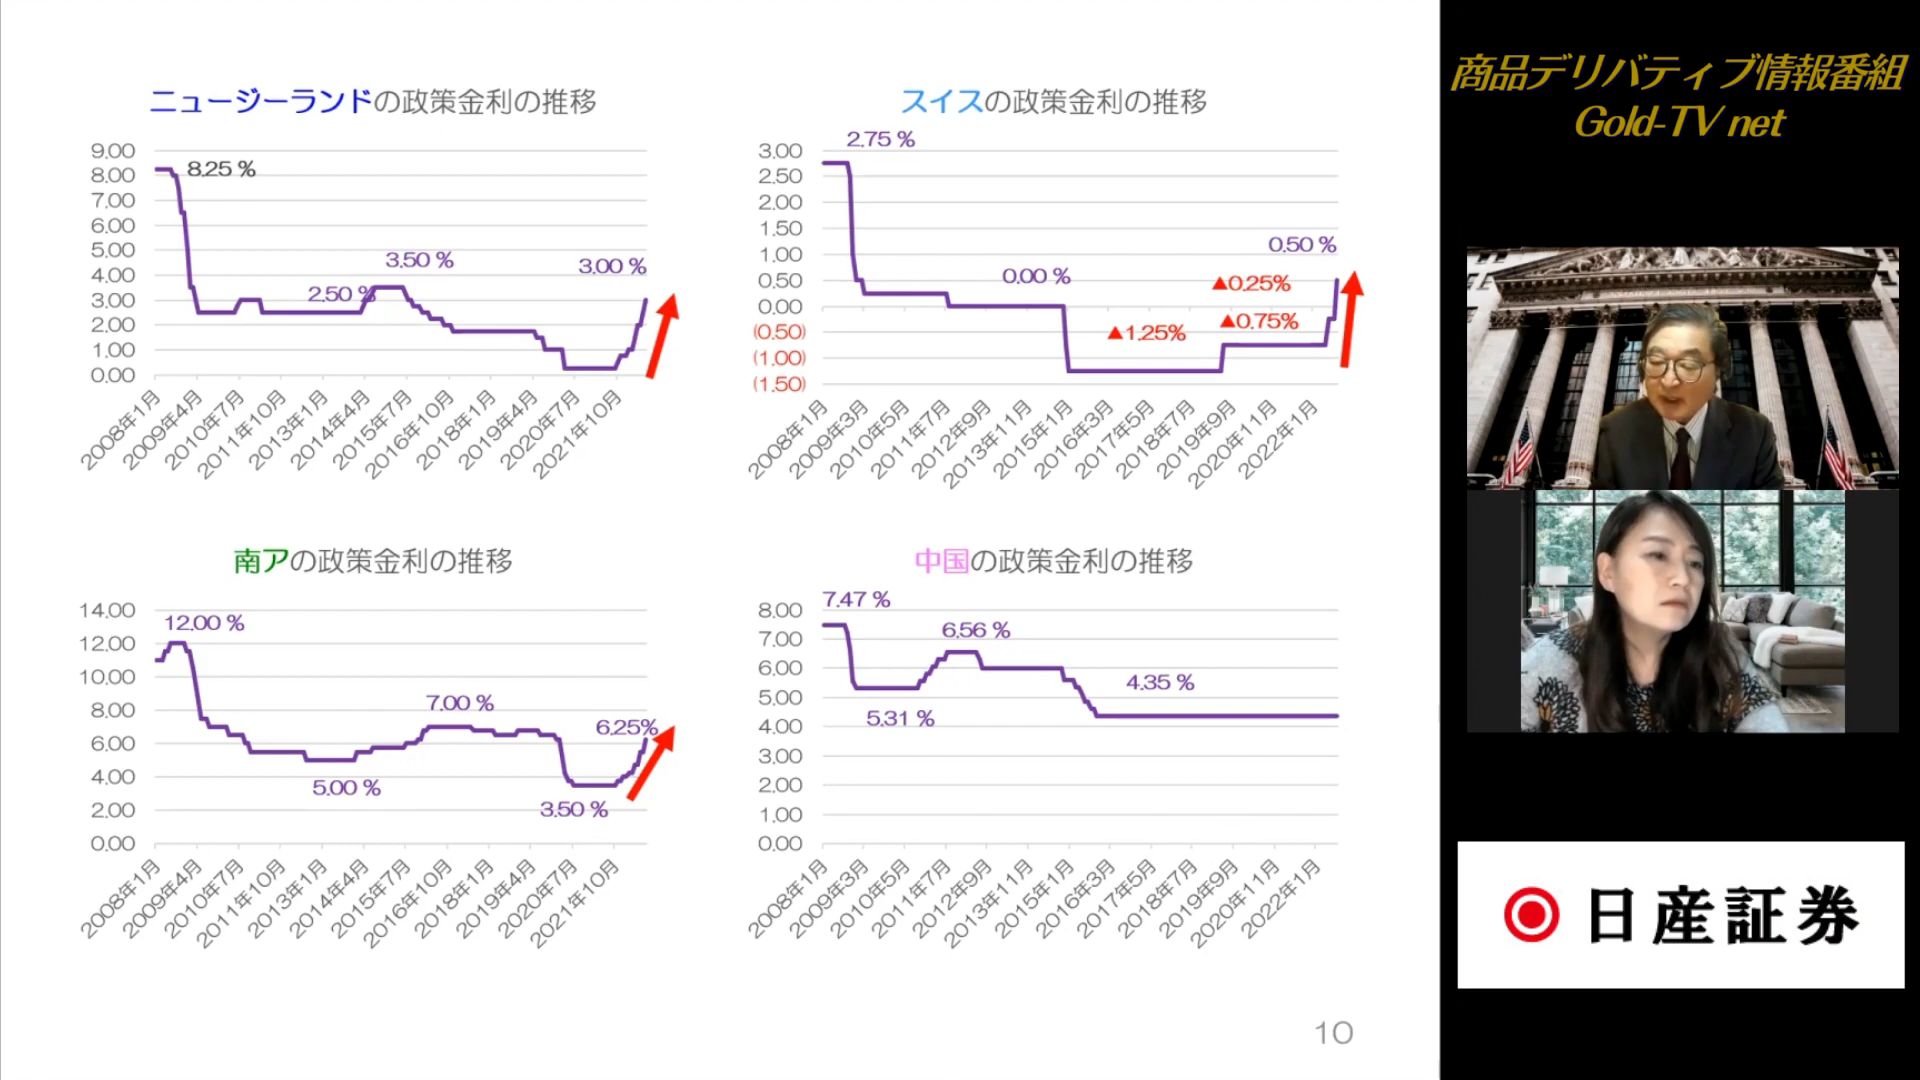 ニュージーランドの政策金利の推移
9.00
8.00
7.00
6.00
5.00
4.00
3.00
2.00
1.00
0.00
8.25 %
2.50 %
3.50 %
3.00 %
2008年1月
2009年4月
2010年7月
2011年10月
2013年1月
2014年4月
2015年7月
2016年10月
2018年1月
2019年4月
2020年7月
2021年10月
スイスの政策金利の推移
3.00
2.50
2.00
1.50
1.00
0.50
0.00
(0.50)
(1.00)
(1.50)
2.75 %
0.00 %
▲1.25%
▲0.25%
▲0.75%
0.50 %
2008年1月
2009年3月
2010年5月
2011年7月
2012年9月
2013年11月
2015年1月
2016年3月
2017年5月
2018年7月
2019年9月
2020年11月
2022年1月
南アの政策金利の推移
14.00
12.00
10.00
8.00
6.00
4.00
2.00
0.00
12.00 %
5.00 %
7.00 %
3.50 %
6.25%
2008年1月
2009年4月
2010年7月
2011年10月
2013年1月
2014年4月
2015年7月
2016年10月
2018年1月
2019年4月
2020年7月
2021年10月
中国の政策金利の推移
8.00
7.00
6.00
5.00
4.00
3.00
2.00
1.00
0.00
7.47 %
5.31 %
6.56 %
4.35 %
2008年1月
2009年3月
2010年5月
2011年7月
2012年9月
2013年11月
2015年1月
2016年3月
2017年5月
2018年7月
2019年9月
2020年11月
2022年1月
10
商品デリバティブ情報番組
Gold-TV net
日産証券